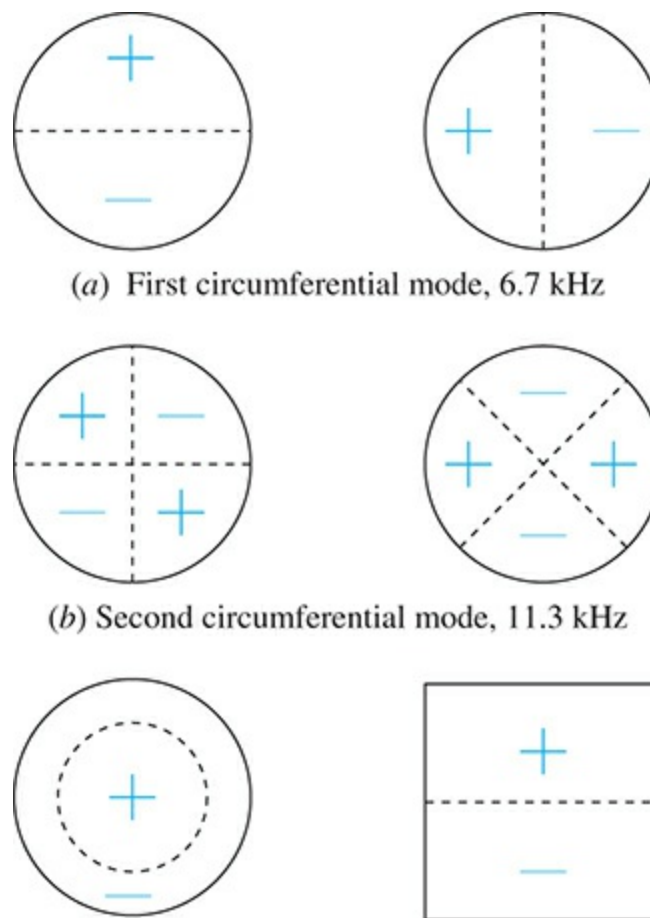 +
+ −
−
(a) First circumferential mode, 6.7 kHz
+ − −
+ +
− + −
(b) Second circumferential mode, 11.3 kHz
+
+
−
−